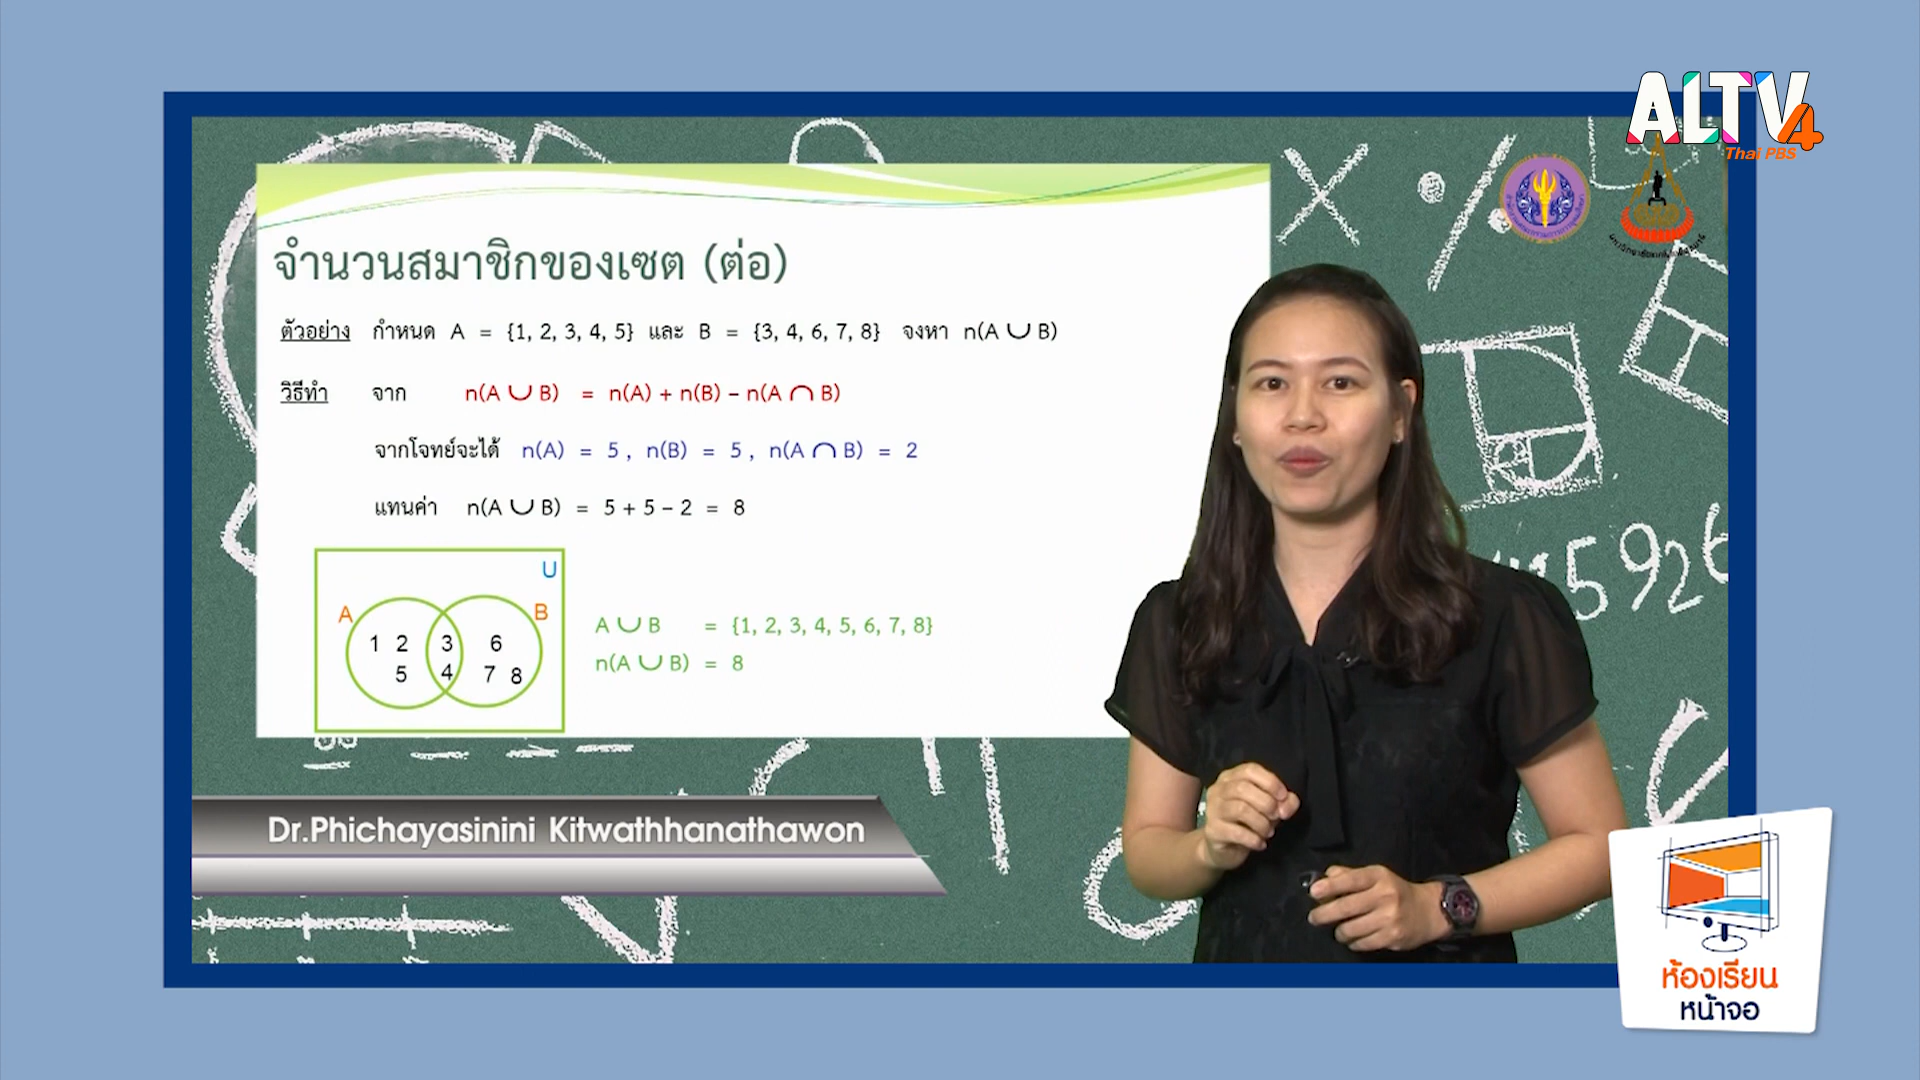 ALTV4
Thai PBS
จำนวนสมาชิกของเซต (ต่อ)
ตัวอย่าง กำหนด A = {1, 2, 3, 4, 5} และ B = {3, 4, 6, 7, 8} จงหา n(A ∪ B)
วิธีทำ จาก n(A ∪ B) = n(A) + n(B) – n(A ∩ B)
จากโจทย์จะได้ n(A) = 5 , n(B) = 5 , n(A ∩ B) = 2
แทนค่า n(A ∪ B) = 5 + 5 – 2 = 8
U
A B
1 2 3 6
5 4 7 8
A ∪ B = {1, 2, 3, 4, 5, 6, 7, 8}
n(A ∪ B) = 8
5926
Dr.Phichayasinini Kitwathhanathawon
ห้องเรียน
หน้าจอ